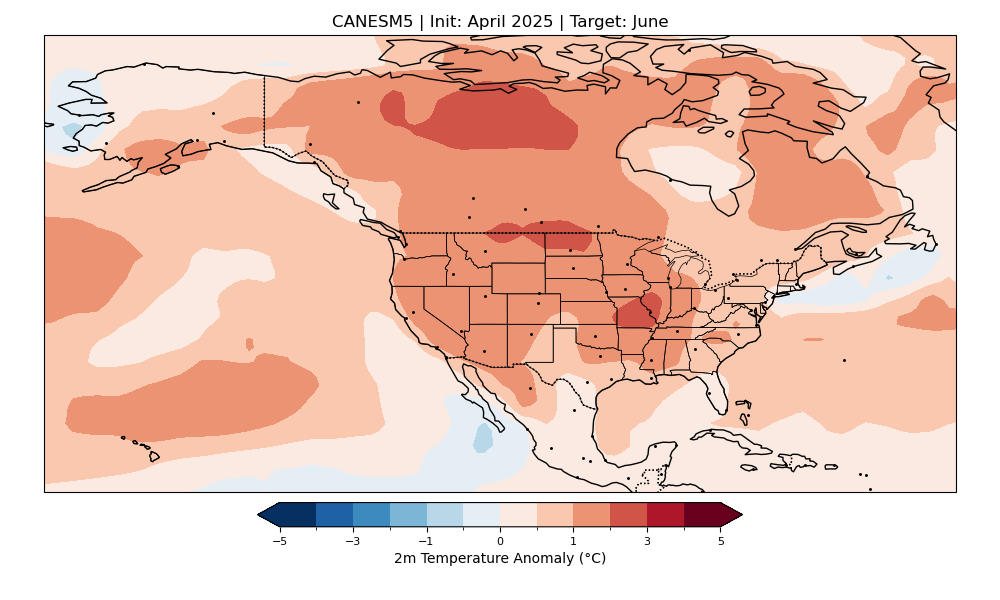 CANESM5 | Init: April 2025 | Target: June
−5 −3 −1 0 1 3 5
2m Temperature Anomaly (°C)